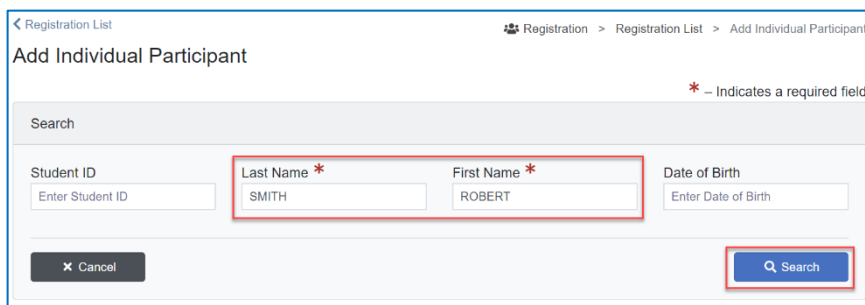 Registration List
Registration > Registration List > Add Individual Participant
Add Individual Participant
* – Indicates a required field
Search
Student ID Last Name * First Name * Date of Birth
Enter Student ID SMITH ROBERT Enter Date of Birth
× Cancel Search